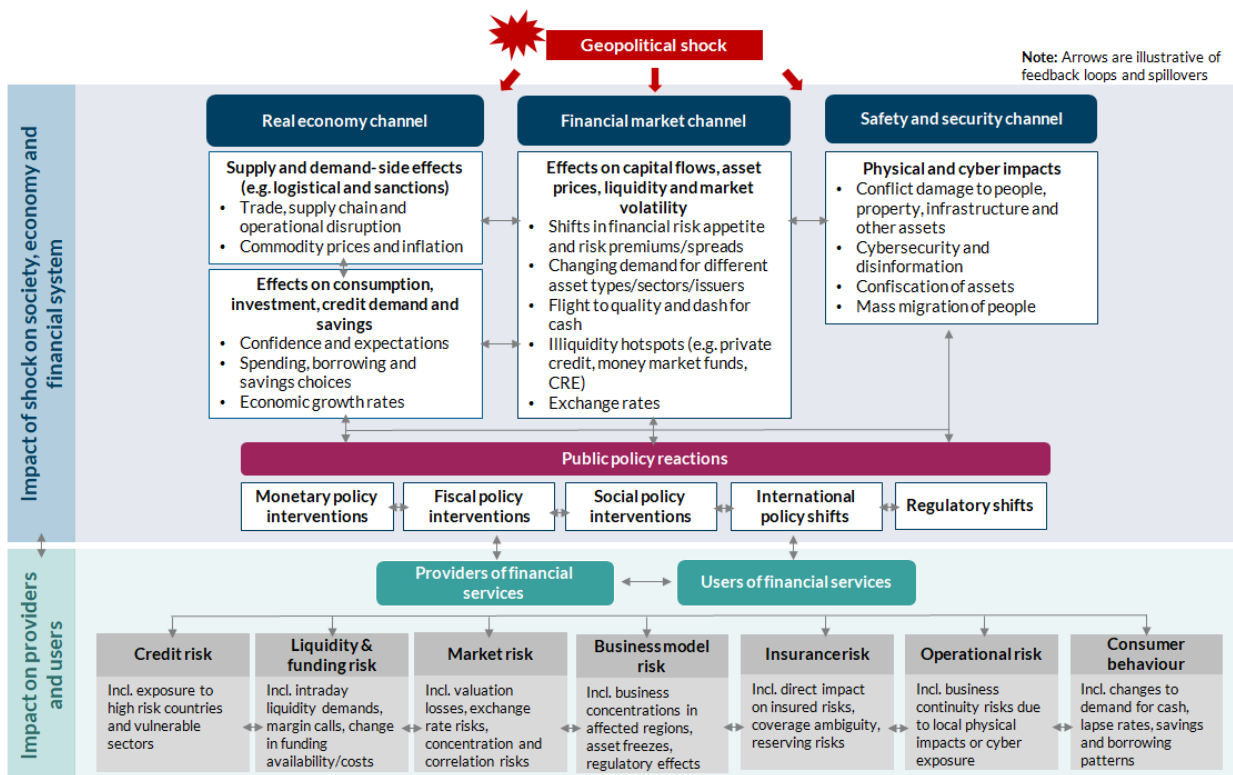 Geopolitical shock
Note: Arrows are illustrative of
feedback loops and spillovers
Impact of shock on society, economy and
financial system
Real economy channel
Financial market channel
Safety and security channel
Supply and demand- side effects
(e.g. logistical and sanctions)
• Trade, supply chain and
operational disruption
• Commodity prices and inflation
Effects on consumption,
investment, credit demand and
savings
• Confidence and expectations
• Spending, borrowing and
savings choices
• Economic growth rates
Effects on capital flows, asset
prices, liquidity and market
volatility
• Shifts in financial risk appetite
and risk premiums/spreads
• Changing demand for different
asset types/sectors/issuers
• Flight to quality and dash for
cash
• Illiquidity hotspots (e.g. private
credit, money market funds,
CRE)
• Exchange rates
Physical and cyber impacts
• Conflict damage to people,
property, infrastructure and
other assets
• Cybersecurity and
disinformation
• Confiscation of assets
• Mass migration of people
Public policy reactions
Monetary policy
interventions
Fiscal policy
interventions
Social policy
interventions
International
policy shifts
Regulatory shifts
Impact on providers
and users
Providers of financial
services
Users of financial services
Credit risk
Incl. exposure to
high risk countries
and vulnerable
sectors
Liquidity &
funding risk
Incl. intraday
liquidity demands,
margin calls, change
in funding
availability/costs
Market risk
Incl. valuation
losses, exchange
rate risks,
concentration and
correlation risks
Business model
risk
Incl. business
concentrations in
affected regions,
asset freezes,
regulatory effects
Insurance risk
Incl. direct impact
on insured risks,
coverage ambiguity,
reserving risks
Operational risk
Incl. business
continuity risks due
to local physical
impacts or cyber
exposure
Consumer
behaviour
Incl. changes to
demand for cash,
lapse rates, savings
and borrowing
patterns